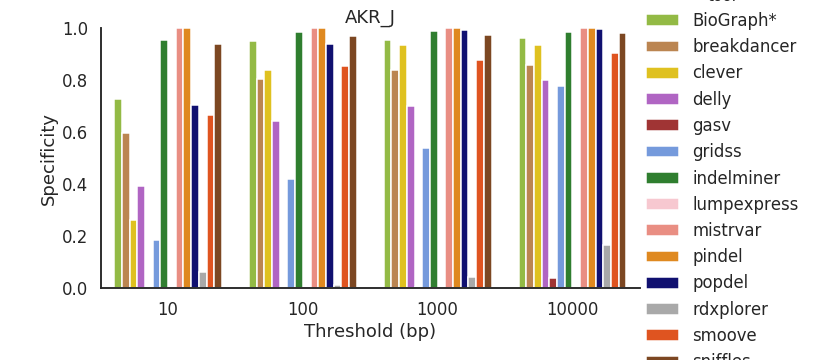 AKR_J
1.0
0.8
0.6
0.4
0.2
0.0
Specificity
10
100
1000
10000
Threshold (bp)
BioGraph*
breakdancer
clever
delly
gasv
gridss
indelminer
lumpexpress
mistrvar
pindel
popdel
rdxplorer
smoove
sniffles